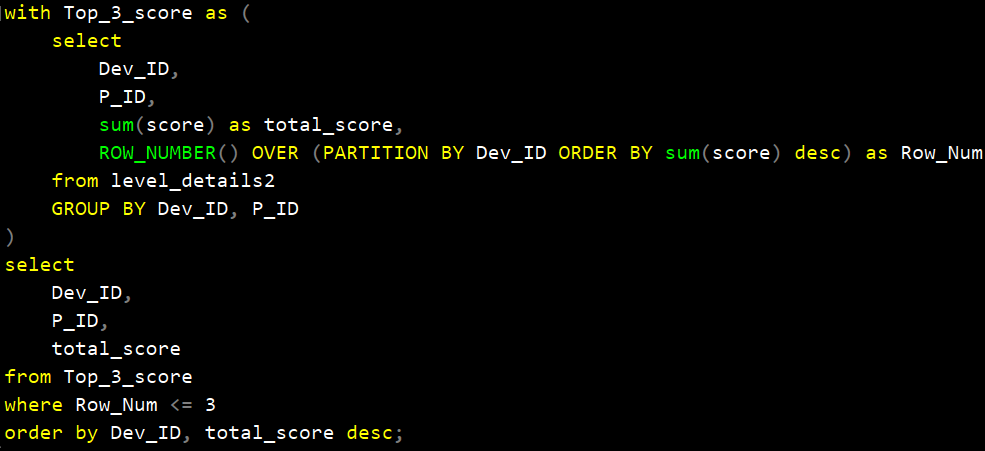 with Top_3_score as (
    select
        Dev_ID,
        P_ID,
        sum(score) as total_score,
        ROW_NUMBER() OVER (PARTITION BY Dev_ID ORDER BY sum(score) desc) as Row_Num
    from level_details2
    GROUP BY Dev_ID, P_ID
)
select
    Dev_ID,
    P_ID,
    total_score
from Top_3_score
where Row_Num <= 3
order by Dev_ID, total_score desc;